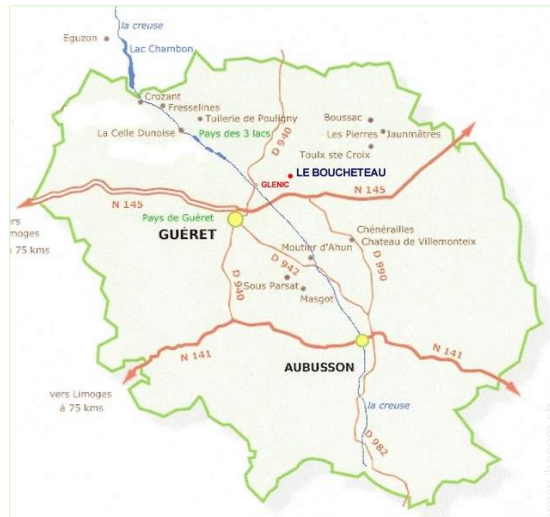 la creuse
Eguzon
Lac Chambon
Crozant
Fresselines
Tuilerie de Pouligny
La Celle Dunoise
Pays des 3 lacs
D 940
Boussac
Les Pierres Jaunmâtres
Toulx ste Croix
LE BOUCHETEAU
GLENIC
N 145
N 145
Pays de Guéret
GUÉRET
à 75 kms
Chénérailles
Chateau de Villemonteix
Moutier d'Ahun
D 990
D 942
D 940
Sous Parsat
Masgot
N 141
N 141
AUBUSSON
vers Limoges
à 75 kms
la creuse
D 982